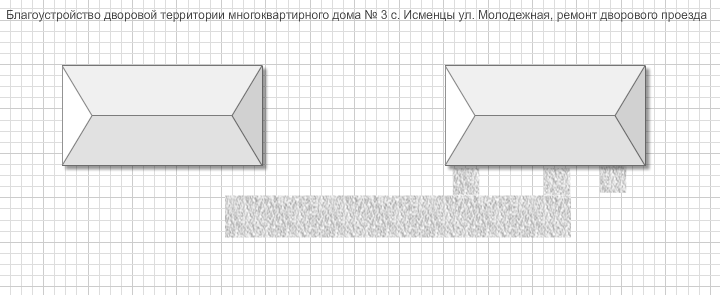 Благоустройство дворовой территории многоквартирного дома № 3 с. Исменцы ул. Молодежная, ремонт дворового проезда